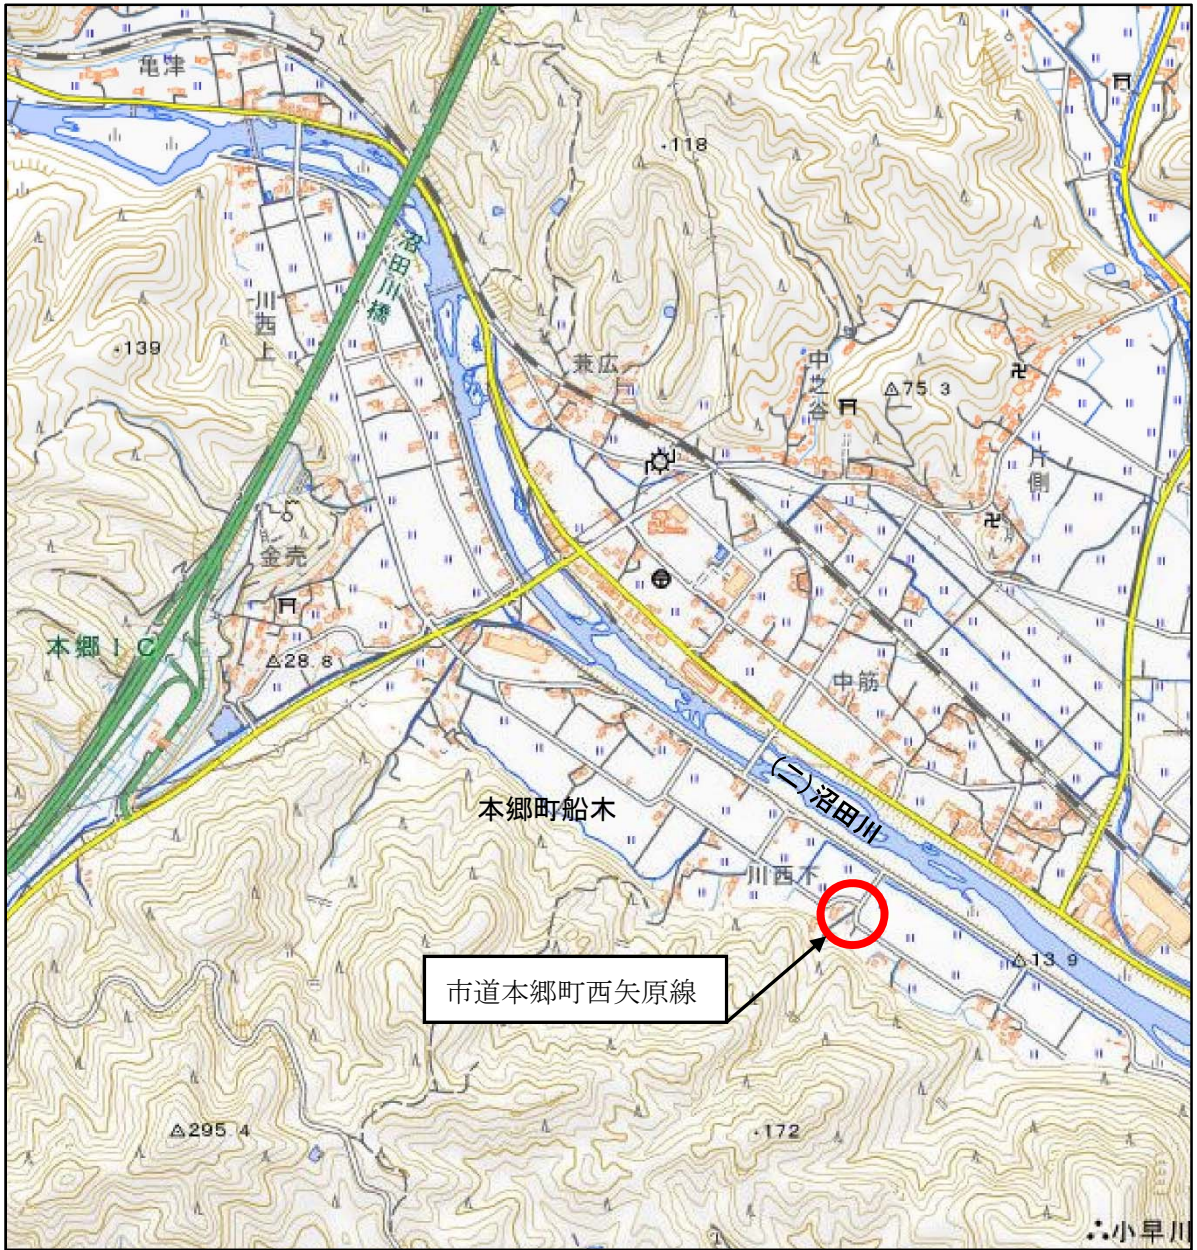 亀津
118
沼田川橋
川西上
139
兼広
中之谷
75.3
片側
金売
本郷IC
28.8
中筋
(二)沼田川
本郷町船木
川西下
市道本郷町西矢原線
13.9
295.4
172
小早川